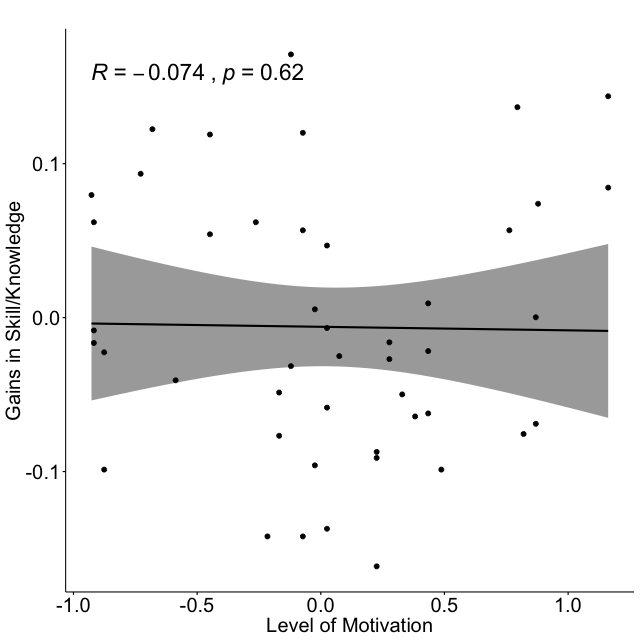 R = −0.074 , p = 0.62
Gains in Skill/Knowledge
0.1
0.0
-0.1
-1.0 -0.5 0.0 0.5 1.0
Level of Motivation